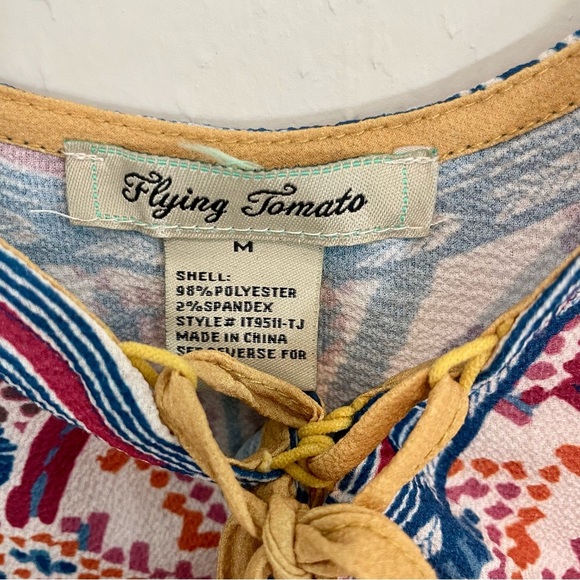 Flying Tomato
M
SHELL:
98% POLYESTER
2% SPANDEX
STYLE# IT9511-TJ
MADE IN CHINA
SEE REVERSE FOR